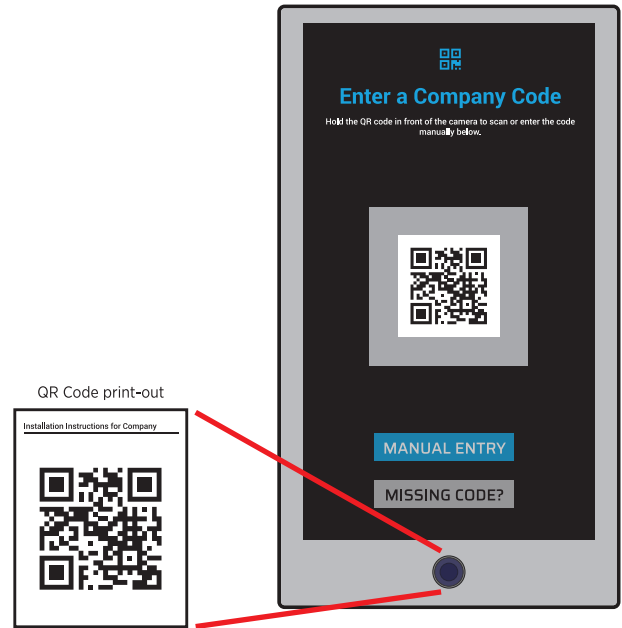 Enter a Company Code
Hold the QR code in front of the camera to scan or enter the code
manually below.
MANUAL ENTRY
MISSING CODE?
QR Code print-out
Installation Instructions for Company